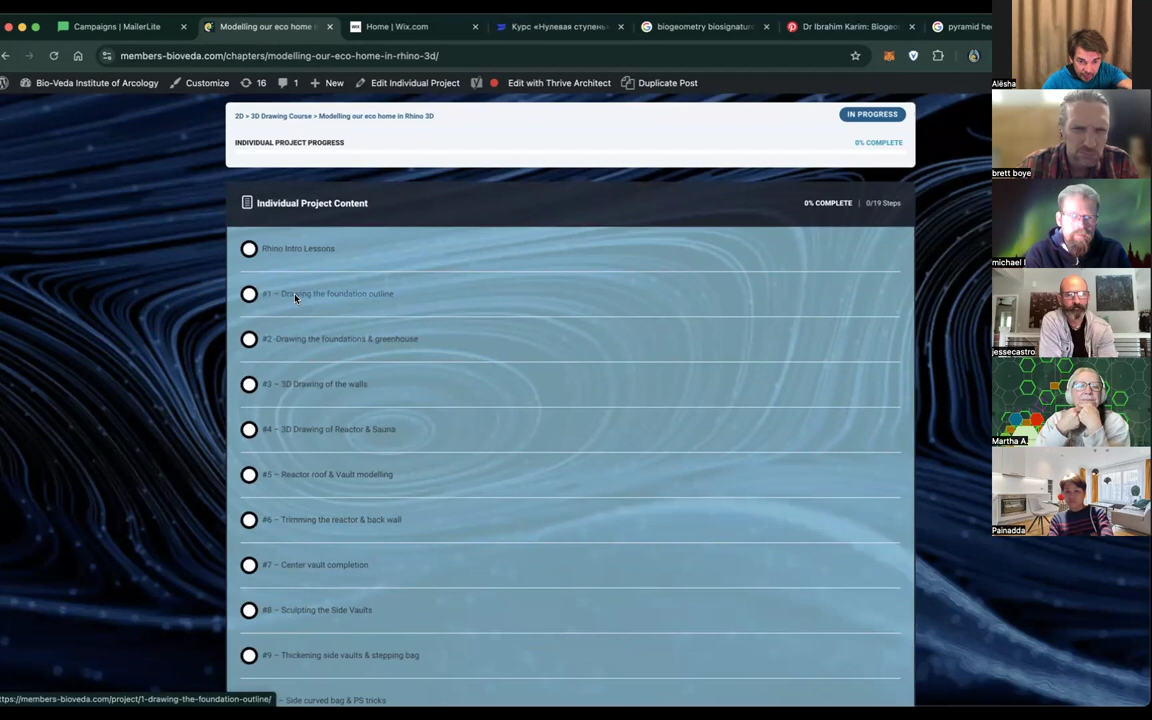 Campaigns | MailerLite
Modelling our eco home i
Home | Wix.com
Курс «Нулевая ступень
biogeometry biosignature
Dr Ibrahim Karim: Biogeo
pyramid he
members-bioveda.com/chapters/modelling-our-eco-home-in-rhino-3d/
Bio-Veda Institute of Arcology
Customize
16
1
New
Edit Individual Project
Edit with Thrive Architect
Duplicate Post
2D > 3D Drawing Course > Modelling our eco home in Rhino 3D
IN PROGRESS
INDIVIDUAL PROJECT PROGRESS
0% COMPLETE
Individual Project Content
0% COMPLETE | 0/19 Steps
Rhino Intro Lessons
#1 – Drawing the foundation outline
#2 -Drawing the foundations & greenhouse
#3 – 3D Drawing of the walls
#4 – 3D Drawing of Reactor & Sauna
#5 – Reactor roof & Vault modelling
#6 – Trimming the reactor & back wall
#7 – Center vault completion
#8 – Sculpting the Side Vaults
#9 – Thickening side vaults & stepping bag
– Side curved bag & PS tricks
ttps://members-bioveda.com/project/1-drawing-the-foundation-outline/
Alësha
brett boye
michael l
jessecastro
Martha A.
Painadda